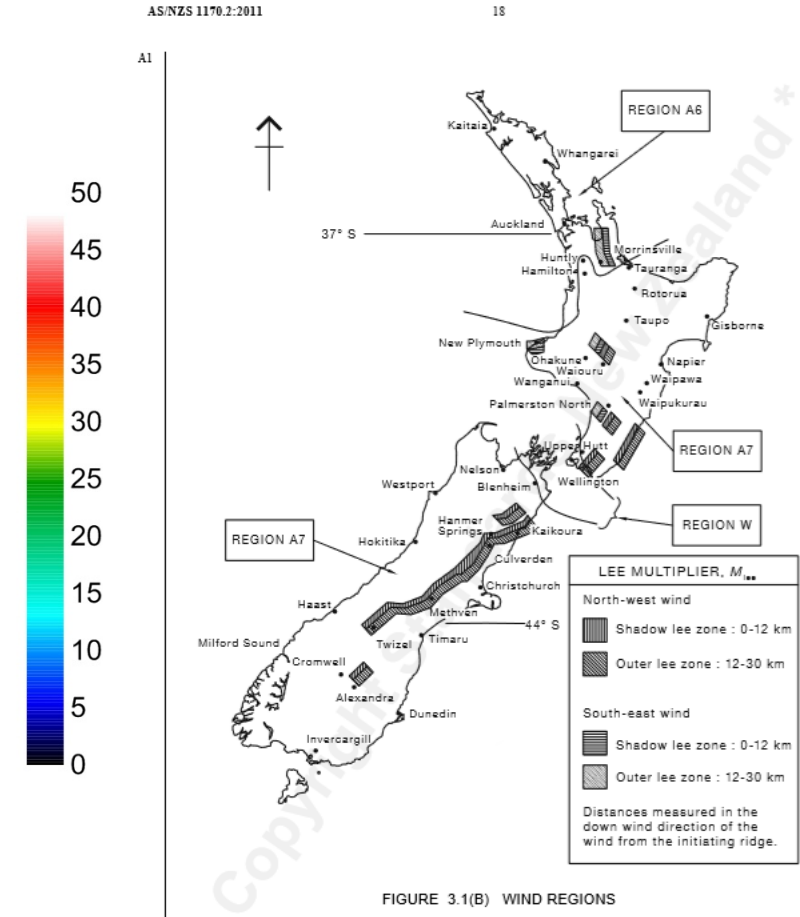 AS/NZS 1170.2:2011 18
A1
REGION A6
Kaitaia
Whangarei
Auckland
37° S
Morrinsville
Huntly
Hamilton
Tauranga
Rotorua
Taupo
Gisborne
New Plymouth
Ohakune
Waiouru
Napier
Wanganui
Waipawa
Waipukurau
Palmerston North
REGION A7
Upper Hutt
Nelson
Wellington
Westport
Blenheim
REGION W
Hanmer
Springs
Kaikoura
REGION A7
Hokitika
Culverden
Christchurch
Haast
Methven
44° S
Twizel
Timaru
Milford Sound
Cromwell
Alexandra
Dunedin
Invercargill
50
45
40
35
30
25
20
15
10
5
0
LEE MULTIPLIER, Mlee
North-west wind
Shadow lee zone : 0-12 km
Outer lee zone : 12-30 km
South-east wind
Shadow lee zone : 0-12 km
Outer lee zone : 12-30 km
Distances measured in the
down wind direction of the
wind from the initiating ridge.
FIGURE 3.1(B) WIND REGIONS